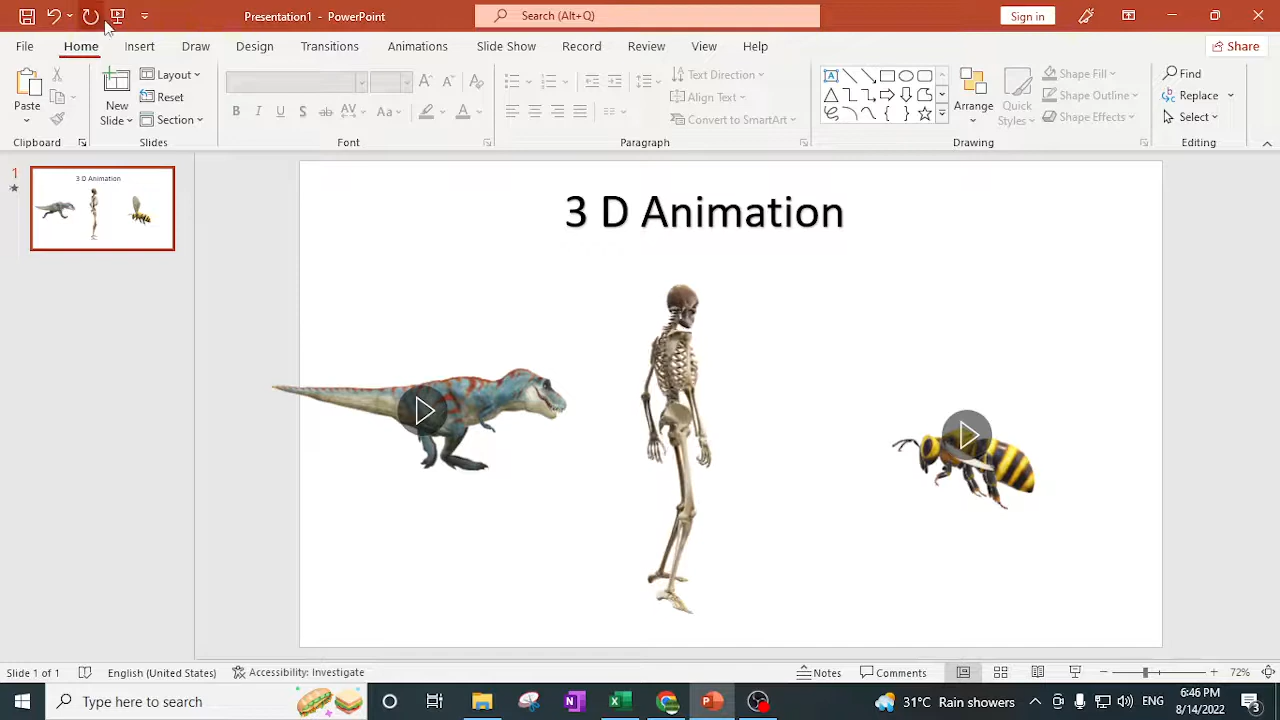 Presentation1 - PowerPoint
Search (Alt+Q)
Sign in
File Home Insert Draw Design Transitions Animations Slide Show Record Review View Help
Share
Paste
New Slide
Layout
Reset
Section
B I U S ab AV Aa A
Text Direction
Align Text
Convert to SmartArt
Arrange
Quick Styles
Shape Fill
Shape Outline
Shape Effects
Find
Replace
Select
Clipboard Slides Font Paragraph Drawing Editing
1
3 D Animation
3 D Animation
Slide 1 of 1 English (United States) Accessibility: Investigate Notes Comments 72%
Type here to search
31°C Rain showers
ENG
6:46 PM
8/14/2022
3